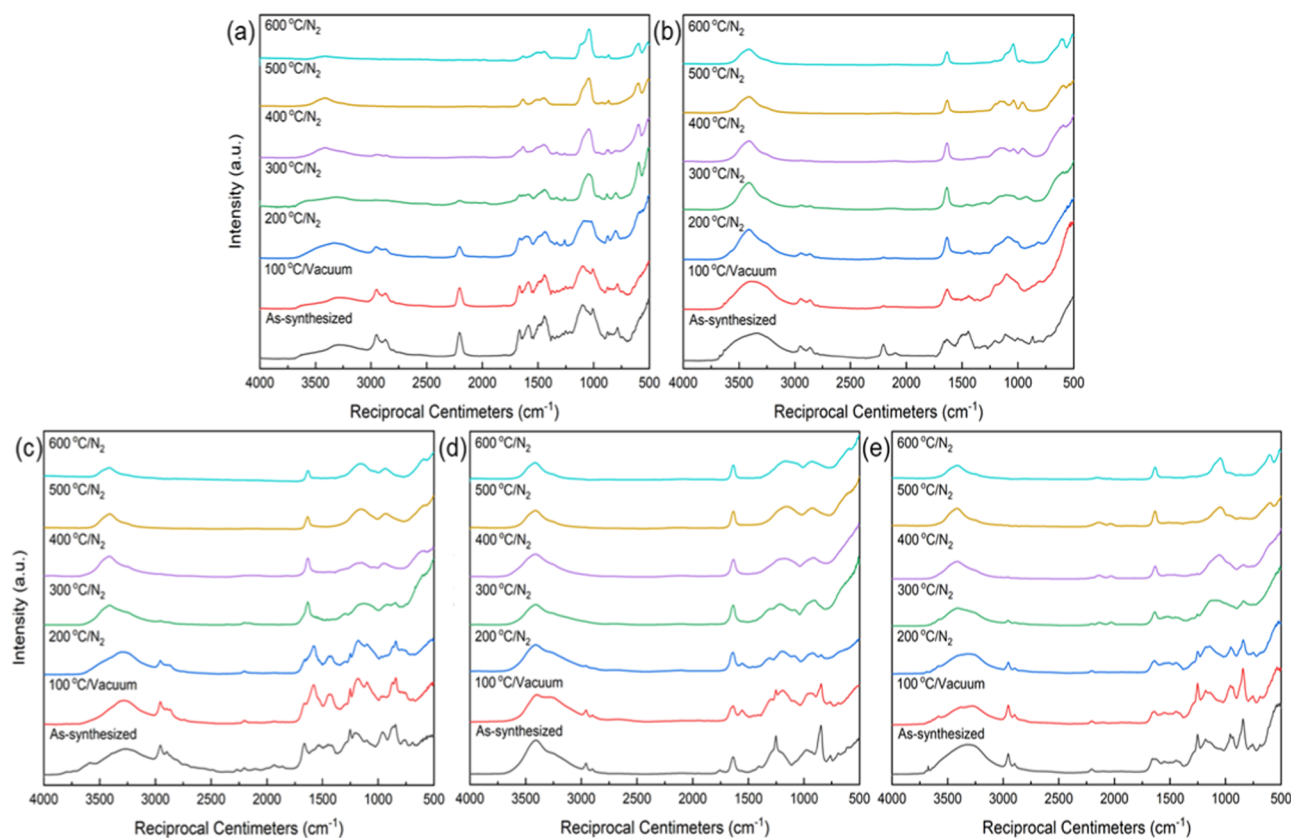 (a)
600 °C/N2
500 °C/N2
400 °C/N2
300 °C/N2
200 °C/N2
100 °C/Vacuum
As-synthesized
Intensity (a.u.)
4000 3500 3000 2500 2000 1500 1000 500
Reciprocal Centimeters (cm-1)
(b)
600 °C/N2
500 °C/N2
400 °C/N2
300 °C/N2
200 °C/N2
100 °C/Vacuum
As-synthesized
4000 3500 3000 2500 2000 1500 1000 500
Reciprocal Centimeters (cm-1)
(c)
600 °C/N2
500 °C/N2
400 °C/N2
300 °C/N2
200 °C/N2
100 °C/Vacuum
As-synthesized
Intensity (a.u.)
4000 3500 3000 2500 2000 1500 1000 500
Reciprocal Centimeters (cm-1)
(d)
600 °C/N2
500 °C/N2
400 °C/N2
300 °C/N2
200 °C/N2
100 °C/Vacuum
As-synthesized
4000 3500 3000 2500 2000 1500 1000 500
Reciprocal Centimeters (cm-1)
(e)
600 °C/N2
500 °C/N2
400 °C/N2
300 °C/N2
200 °C/N2
100 °C/Vacuum
As-synthesized
4000 3500 3000 2500 2000 1500 1000 500
Reciprocal Centimeters (cm-1)